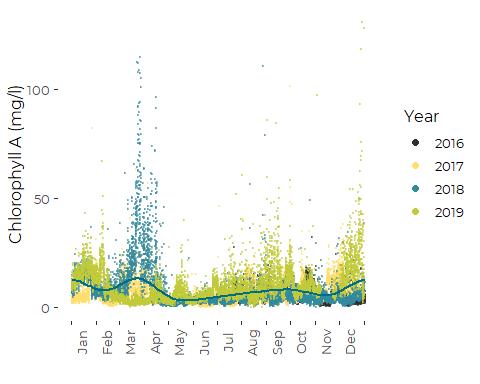 Chlorophyll A (mg/l)
100
50
0
Jan
Feb
Mar
Apr
May
Jun
Jul
Aug
Sep
Oct
Nov
Dec
Year
2016
2017
2018
2019